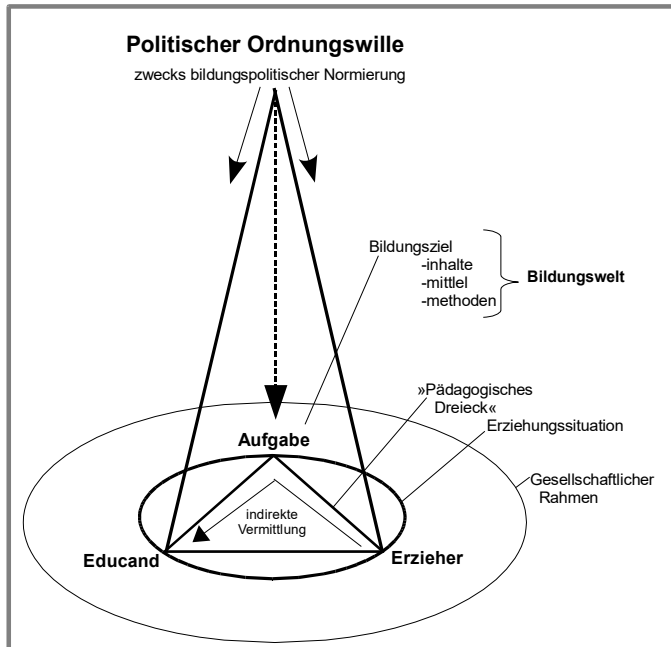 Politischer Ordnungswille
zwecks bildungspolitischer Normierung
Bildungsziel
-inhalte
-mittlel
-methoden
Bildungswelt
»Pädagogisches
Dreieck«
Erziehungssituation
Aufgabe
Gesellschaftlicher
Rahmen
indirekte
Vermittlung
Educand
Erzieher